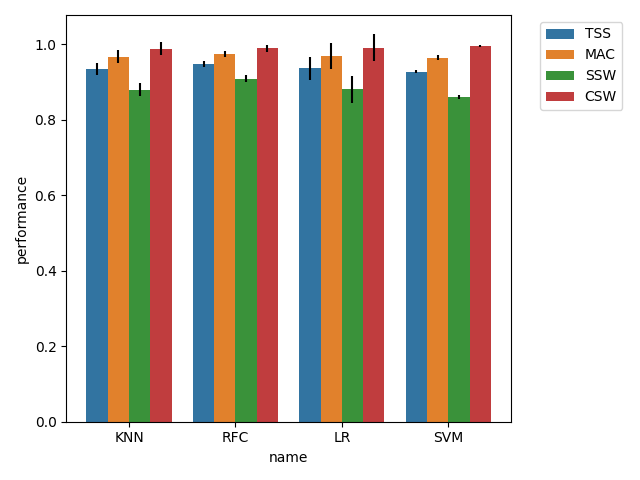 1.0
0.8
0.6
0.4
0.2
0.0
performance
KNN RFC LR SVM
name
TSS
MAC
SSW
CSW